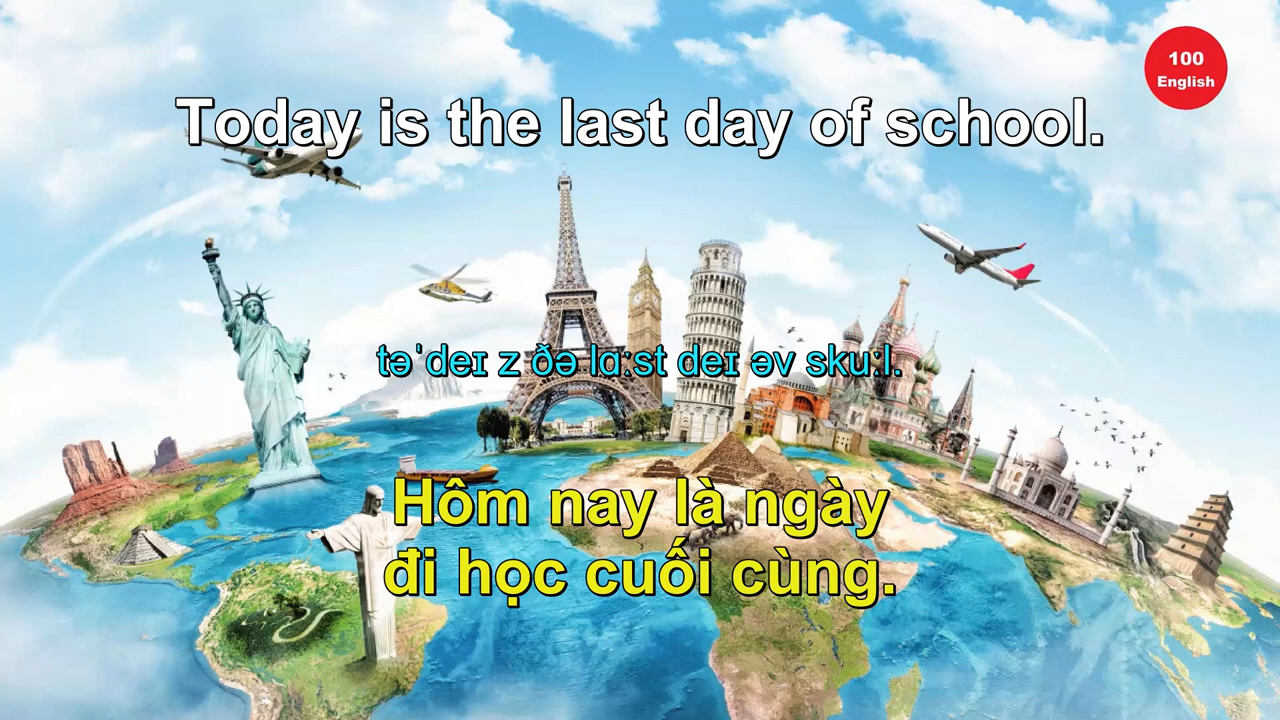 100
English
Today is the last day of school.
təˈdeɪ z ðə lɑːst deɪ əv skuːl.
Hôm nay là ngày
đi học cuối cùng.